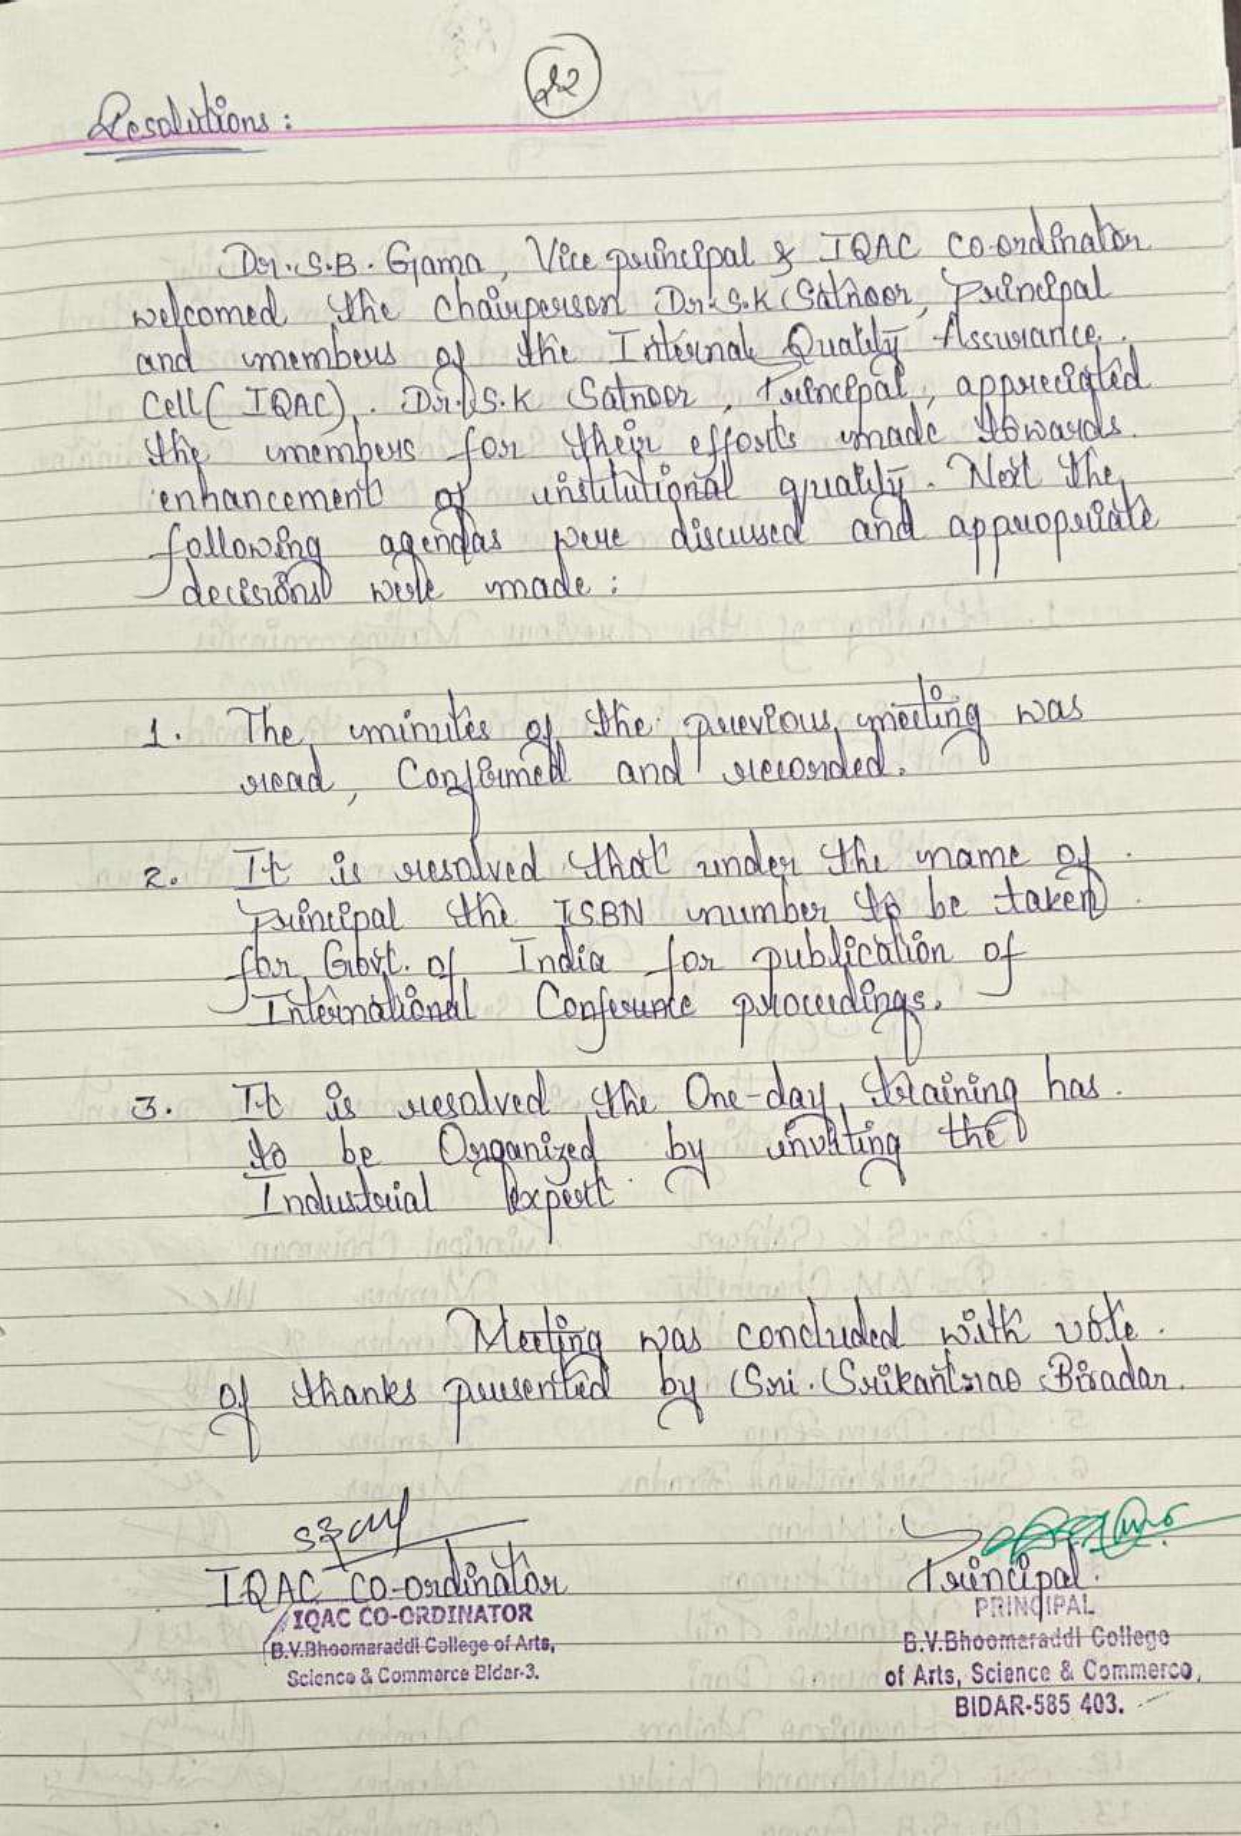 22
Resolutions:
Dr. S.B. Gama, Vice principal & IQAC co-ordinator
welcomed the chairperson Dr. S.K Satnoor, Principal
and members of the Internal Quality Assurance
Cell (IQAC). Dr. S.K Satnoor, Principal, appreciated
the members for their efforts made towards
enhancement of institutional quality. Next the
following agendas were discussed and appropriate
decisions were made:
1. The minutes of the previous meeting was
read, Confirmed and recorded.
2. It is resolved that under the name of
Principal the ISBN number to be taken
for Govt. of India for publication of
International Conference proceedings.
3. It is resolved the One-day training has
to be Organized by inviting the
Industrial Expert.
Meeting was concluded with vote
of thanks presented by Sri. Srikantrao Biradar.
IQAC Co-ordinator
IQAC CO-ORDINATOR
B.V.Bhoomaraddi College of Arts,
Science & Commerce Bidar-3.
Principal.
PRINCIPAL
B.V.Bhoomaraddi College
of Arts, Science & Commerce,
BIDAR-585 403.